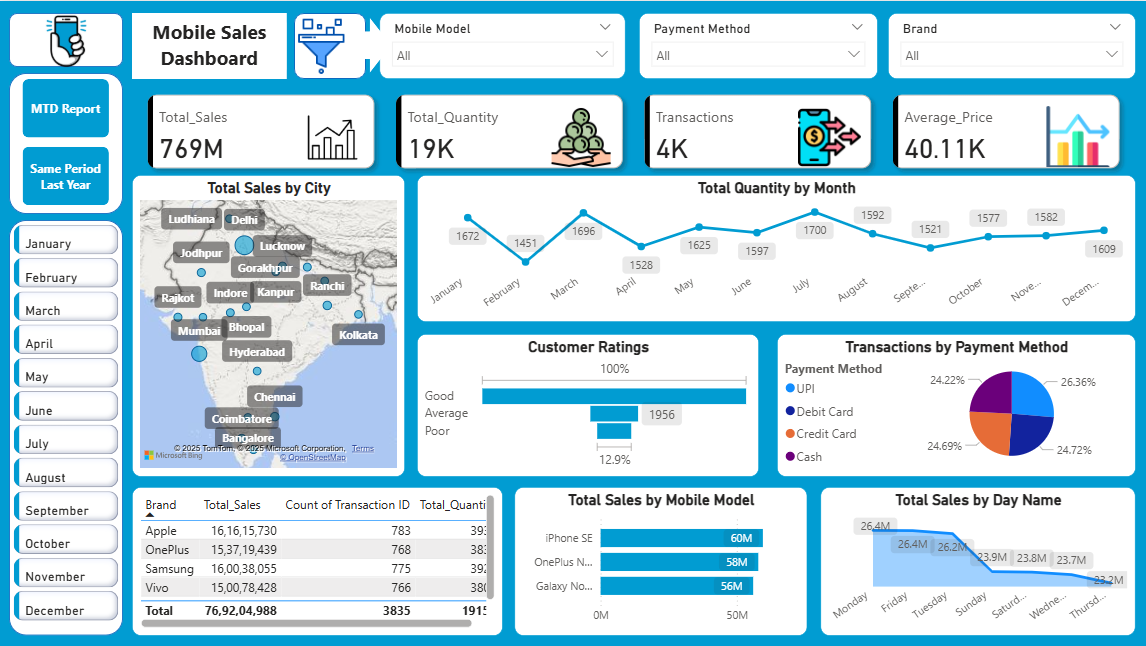 Mobile Sales
Dashboard
Mobile Model
All
Payment Method
All
Brand
All
MTD Report
Same Period
Last Year
January
February
March
April
May
June
July
August
September
October
November
December
Total_Sales
769M
Total_Quantity
19K
Transactions
4K
Average_Price
40.11K
Total Sales by City
Ludhiana
Delhi
Lucknow
Jodhpur
Gorakhpur
Ranchi
Rajkot
Indore
Kanpur
Mumbai
Bhopal
Kolkata
Hyderabad
Chennai
Coimbatore
Bangalore
© 2025 TomTom, © 2025 Microsoft Corporation, Terms
© OpenStreetMap
Microsoft Bing
Total Quantity by Month
1672
1451
1696
1528
1625
1597
1700
1592
1521
1577
1582
1609
January
February
March
April
May
June
July
August
Septe...
October
Nove...
Decem...
Customer Ratings
100%
Good
Average
1956
Poor
12.9%
Transactions by Payment Method
Payment Method
UPI
Debit Card
Credit Card
Cash
24.22%
26.36%
24.69%
24.72%
Brand Total_Sales Count of Transaction ID Total_Quanti
Apple 16,16,15,730 783 393
OnePlus 15,37,19,439 768 383
Samsung 16,00,38,055 775 392
Vivo 15,00,78,428 766 380
Total 76,92,04,988 3835 1915
Total Sales by Mobile Model
iPhone SE 60M
OnePlus N... 58M
Galaxy No... 56M
0M 50M
Total Sales by Day Name
26.4M
26.4M
26.2M
23.9M
23.8M
23.7M
23.2M
Monday
Friday
Tuesday
Sunday
Saturd...
Wedne...
Thursd...